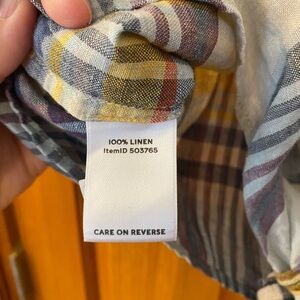 100% LINEN
ItemID 503765
CARE ON REVERSE